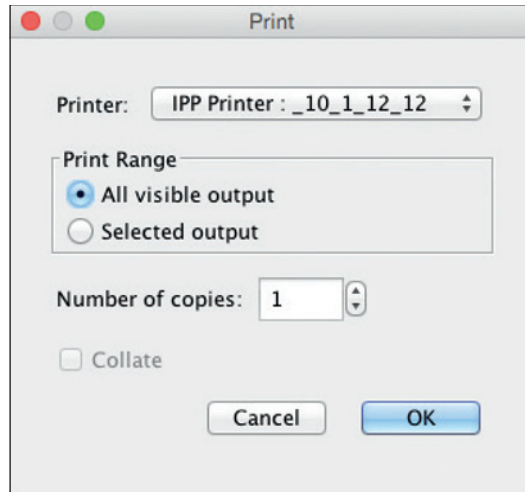 Print
Printer: IPP Printer : _10_1_12_12
Print Range
All visible output
Selected output
Number of copies: 1
Collate
Cancel OK